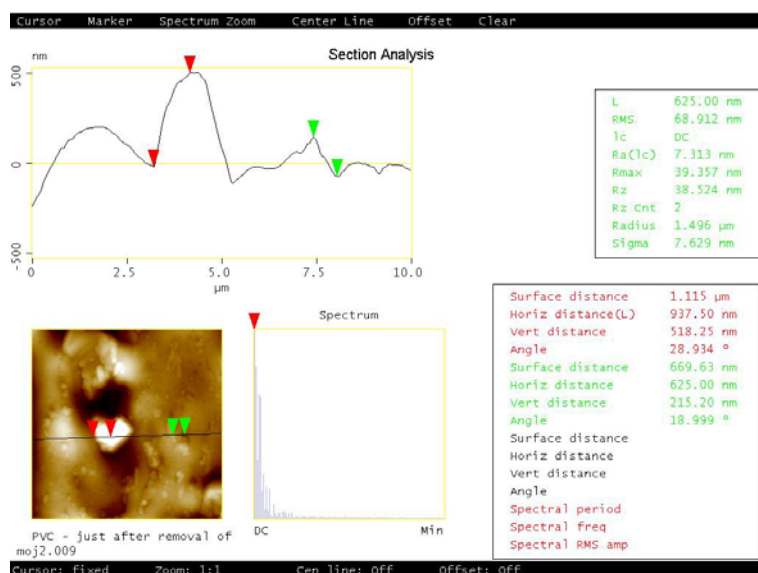 Cursor Marker Spectrum Zoom Center Line Offset Clear
Section Analysis
nm
500
0
-500
0 2.5 5.0 7.5 10.0
µm
L 625.00 nm
RMS 68.912 nm
lc DC
Ra(lc) 7.313 nm
Rmax 39.357 nm
Rz 38.524 nm
Rz Cnt 2
Radius 1.496 µm
Sigma 7.629 nm
Surface distance 1.115 µm
Horiz distance(L) 937.50 nm
Vert distance 518.25 nm
Angle 28.934 °
Surface distance 669.63 nm
Horiz distance 625.00 nm
Vert distance 215.20 nm
Angle 18.999 °
Surface distance
Horiz distance
Vert distance
Angle
Spectral period
Spectral freq
Spectral RMS amp
Spectrum
DC Min
PVC - just after removal of
moj2.009
Cursor: fixed Zoom: 1:1 Cen line: Off Offset: Off